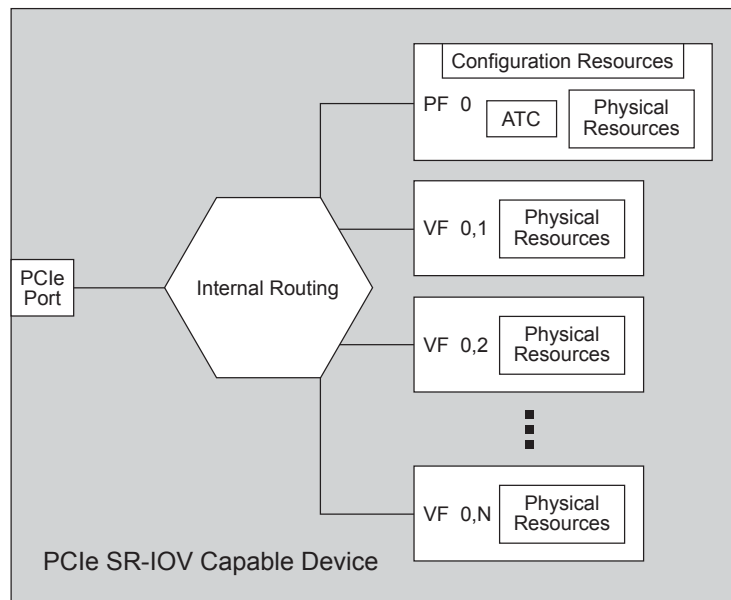 Configuration Resources
PF 0
ATC
Physical
Resources
VF 0,1
Physical
Resources
PCIe
Port
Internal Routing
VF 0,2
Physical
Resources
VF 0,N
Physical
Resources
PCIe SR-IOV Capable Device